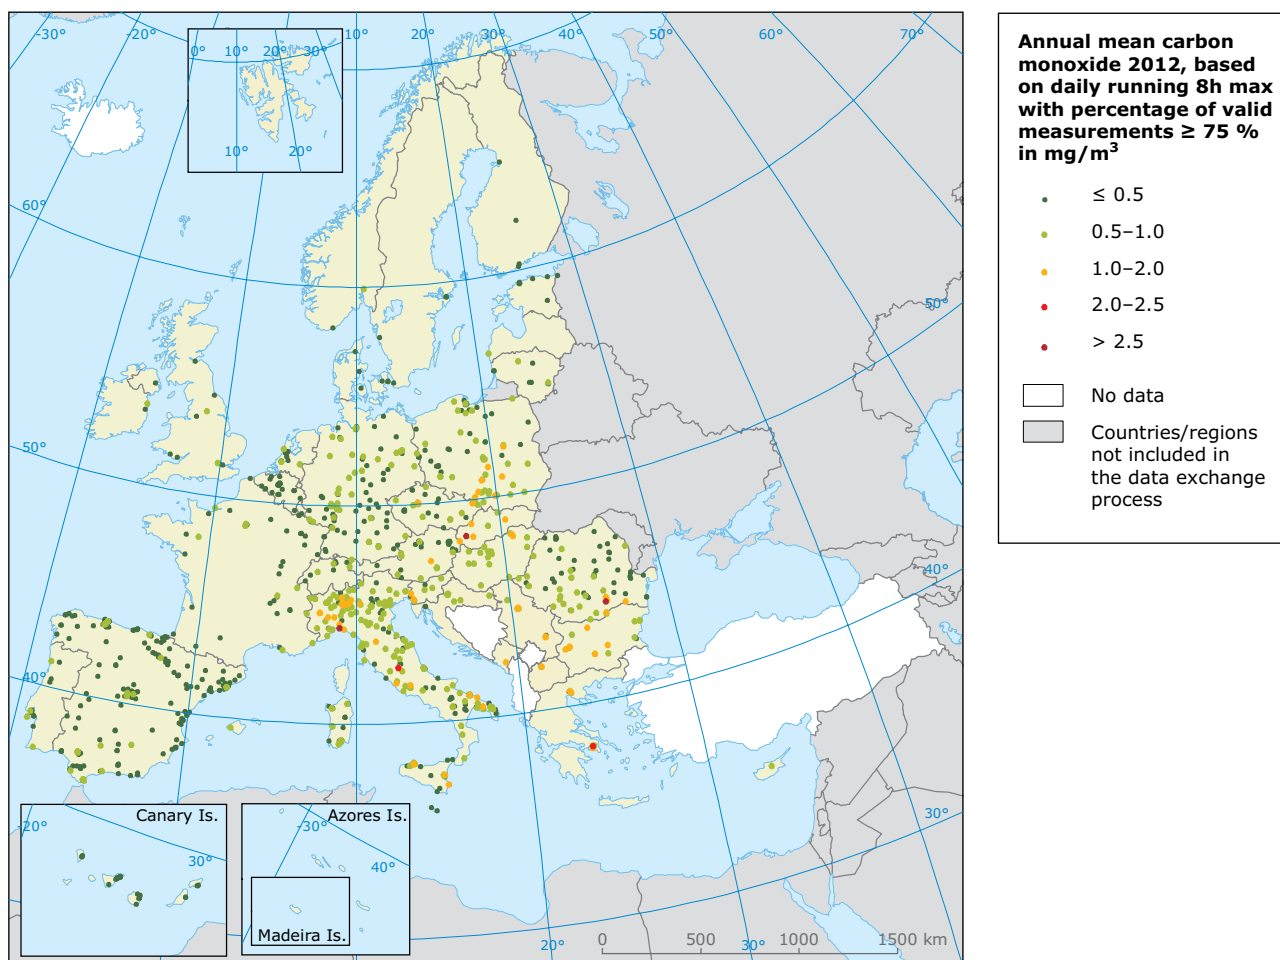 -30°
-20°
10°
20°
30°
50°
60°
70°
0°
10°
20°
30°
10°
20°
60°
50°
40°
50°
40°
30°
20°
30°
Canary Is.
-20°
30°
Azores Is.
-30°
40°
Madeira Is.
0
500
1000
1500 km
Annual mean carbon
monoxide 2012, based
on daily running 8h max
with percentage of valid
measurements ≥ 75 %
in mg/m³
≤ 0.5
0.5–1.0
1.0–2.0
2.0–2.5
> 2.5
No data
Countries/regions
not included in
the data exchange
process